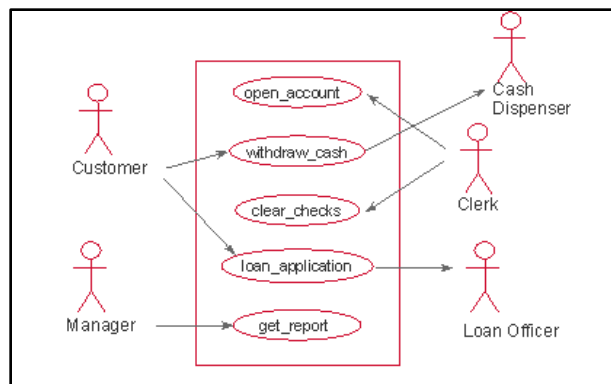 open_account
Cash
Dispenser
withdraw_cash
Customer
Clerk
clear_checks
loan_application
Manager
get_report
Loan Officer